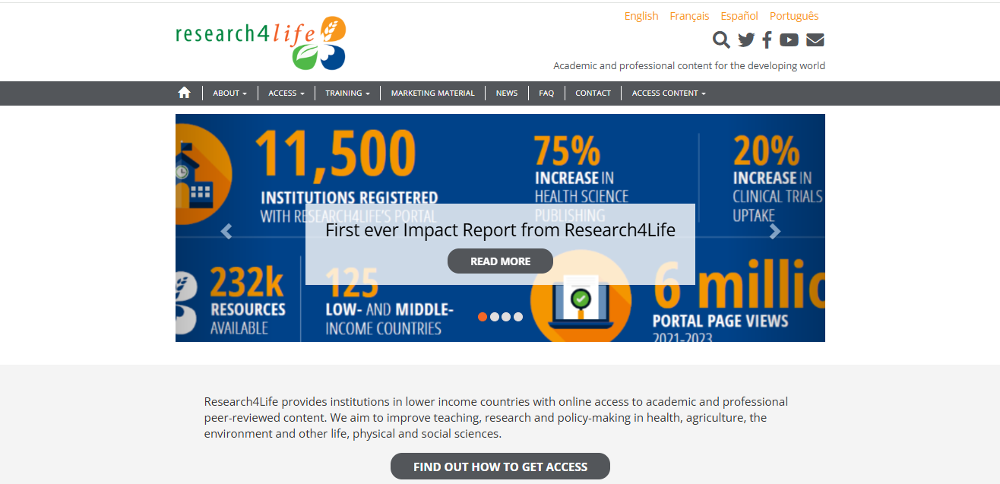 English Français Español Português
research4life
Academic and professional content for the developing world
ABOUT ACCESS TRAINING MARKETING MATERIAL NEWS FAQ CONTACT ACCESS CONTENT
11,500
INSTITUTIONS REGISTERED
WITH RESEARCH4LIFE'S PORTAL
75%
INCREASE IN
HEALTH SCIENCE
PUBLISHING
20%
INCREASE IN
CLINICAL TRIALS
UPTAKE
First ever Impact Report from Research4Life
READ MORE
232k
RESOURCES
AVAILABLE
125
LOW- AND MIDDLE-
INCOME COUNTRIES
6 millio
PORTAL PAGE VIEWS
2021-2023
Research4Life provides institutions in lower income countries with online access to academic and professional
peer-reviewed content. We aim to improve teaching, research and policy-making in health, agriculture, the
environment and other life, physical and social sciences.
FIND OUT HOW TO GET ACCESS